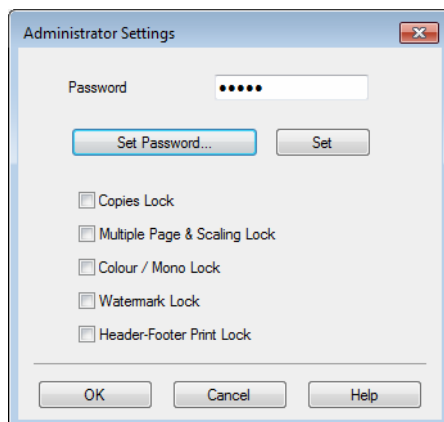 Administrator Settings
Password
•••••
Set Password... Set
Copies Lock
Multiple Page & Scaling Lock
Colour / Mono Lock
Watermark Lock
Header-Footer Print Lock
OK Cancel Help